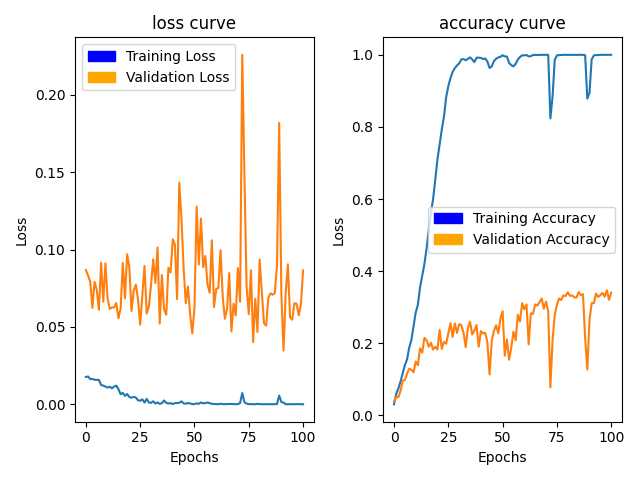 loss curve
Training Loss
Validation Loss
0.20
0.15
0.10
0.05
0.00
Loss
0 25 50 75 100
Epochs
accuracy curve
1.0
0.8
0.6
0.4
0.2
0.0
Loss
Training Accuracy
Validation Accuracy
0 25 50 75 100
Epochs